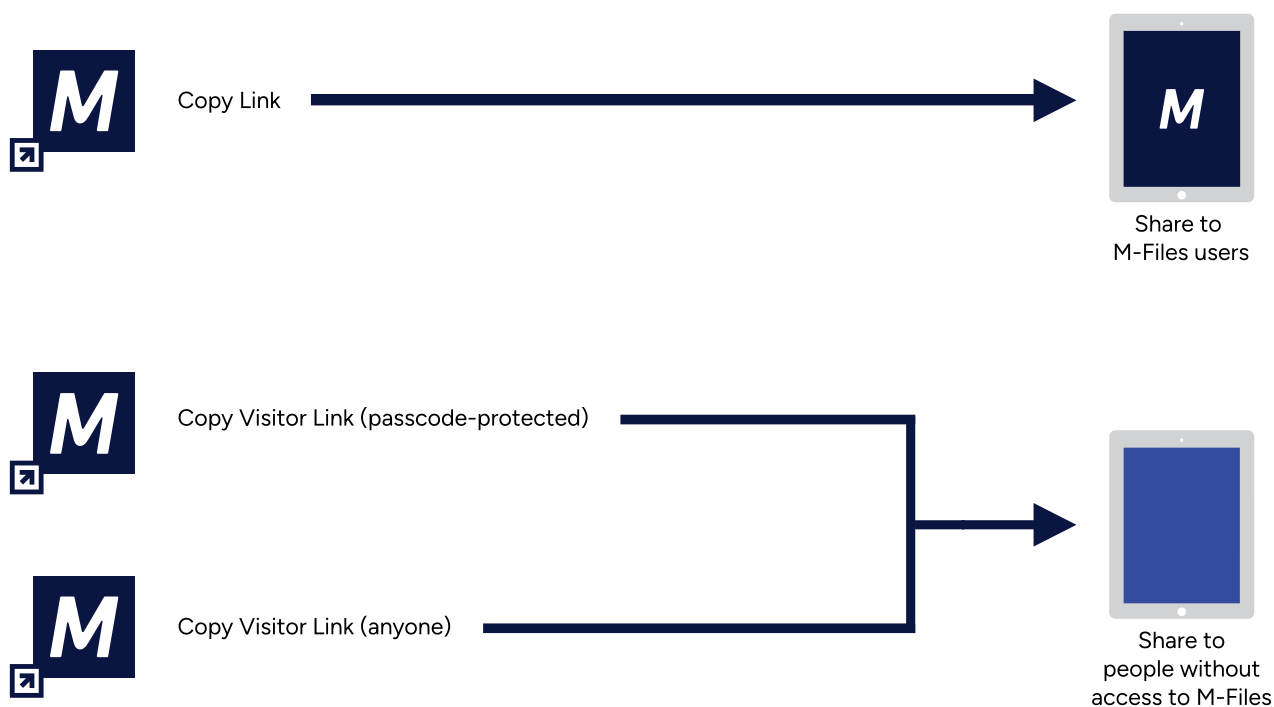 M
Copy Link
M
Share to
M-Files users
M
Copy Visitor Link (passcode-protected)
M
Copy Visitor Link (anyone)
Share to
people without
access to M-Files